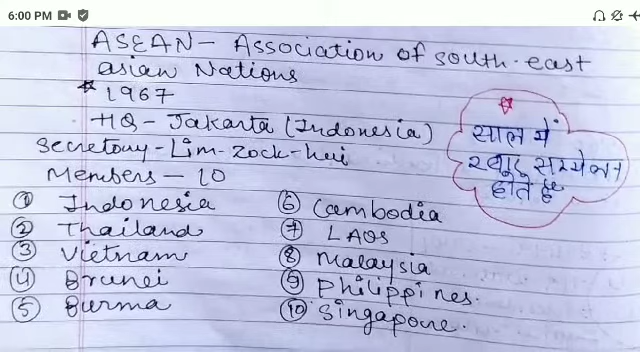 6:00 PM
ASEAN - Association of south-east
asian Nations
1967
HQ - Jakarta (Indonesia)
Secretary - Lim-Zock-hui
Members - 10
① Indonesia
② Thailand
③ Vietnam
④ Brunei
⑤ Burma
⑥ Cambodia
⑦ LAOS
⑧ Malaysia
⑨ Philippines.
⑩ Singapore.
साल में
२ बार सम्मेलन
होते है